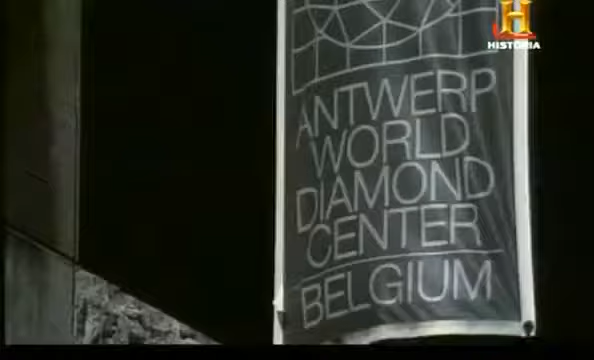 H
HISTORIA
ANTWERP
WORLD
DIAMOND
CENTER
BELGIUM